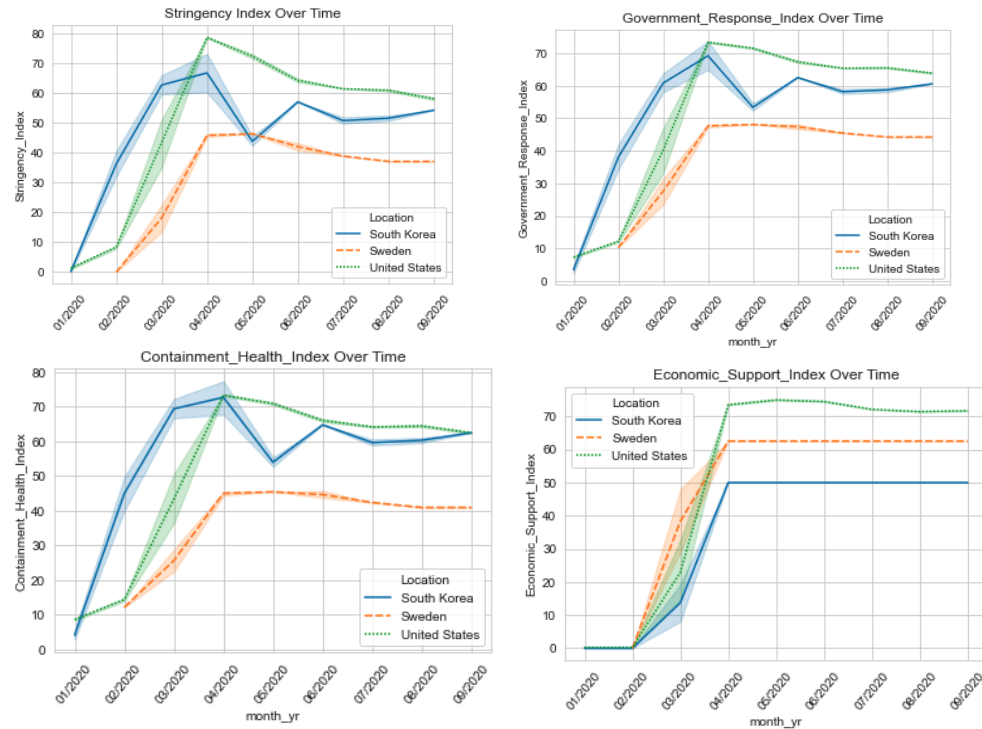 Stringency Index Over Time
Stringency_Index
80
70
60
50
40
30
20
10
0
Location
South Korea
Sweden
United States
01/2020
02/2020
03/2020
04/2020
05/2020
06/2020
07/2020
08/2020
09/2020
Government_Response_Index Over Time
Government_Response_Index
70
60
50
40
30
20
10
0
Location
South Korea
Sweden
United States
01/2020
02/2020
03/2020
04/2020
05/2020
06/2020
07/2020
08/2020
09/2020
month_yr
Containment_Health_Index Over Time
Containment_Health_Index
80
70
60
50
40
30
20
10
0
Location
South Korea
Sweden
United States
01/2020
02/2020
03/2020
04/2020
05/2020
06/2020
07/2020
08/2020
09/2020
month_yr
Economic_Support_Index Over Time
Economic_Support_Index
70
60
50
40
30
20
10
0
Location
South Korea
Sweden
United States
01/2020
02/2020
03/2020
04/2020
05/2020
06/2020
07/2020
08/2020
09/2020
month_yr